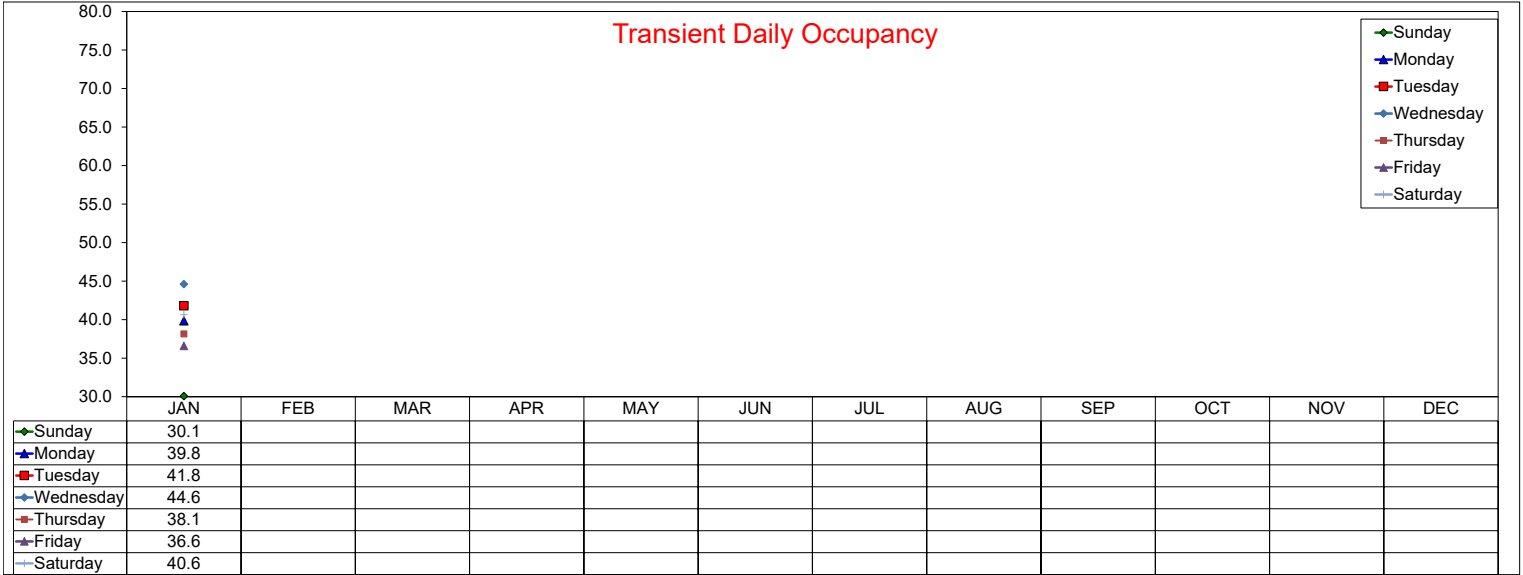 Transient Daily Occupancy
80.0
75.0
70.0
65.0
60.0
55.0
50.0
45.0
40.0
35.0
30.0
Sunday
Monday
Tuesday
Wednesday
Thursday
Friday
Saturday
JAN FEB MAR APR MAY JUN JUL AUG SEP OCT NOV DEC
Sunday 30.1
Monday 39.8
Tuesday 41.8
Wednesday 44.6
Thursday 38.1
Friday 36.6
Saturday 40.6